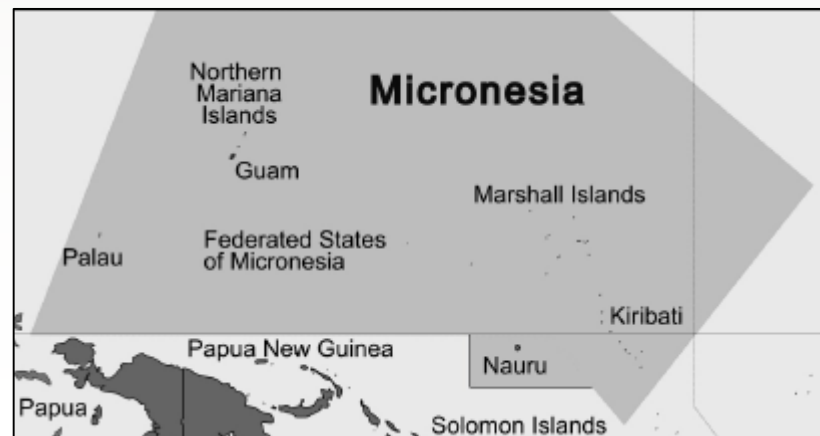 Northern
Mariana
Islands
Micronesia
Guam
Marshall Islands
Federated States
of Micronesia
Palau
Kiribati
Papua New Guinea
Nauru
Papua
Solomon Islands